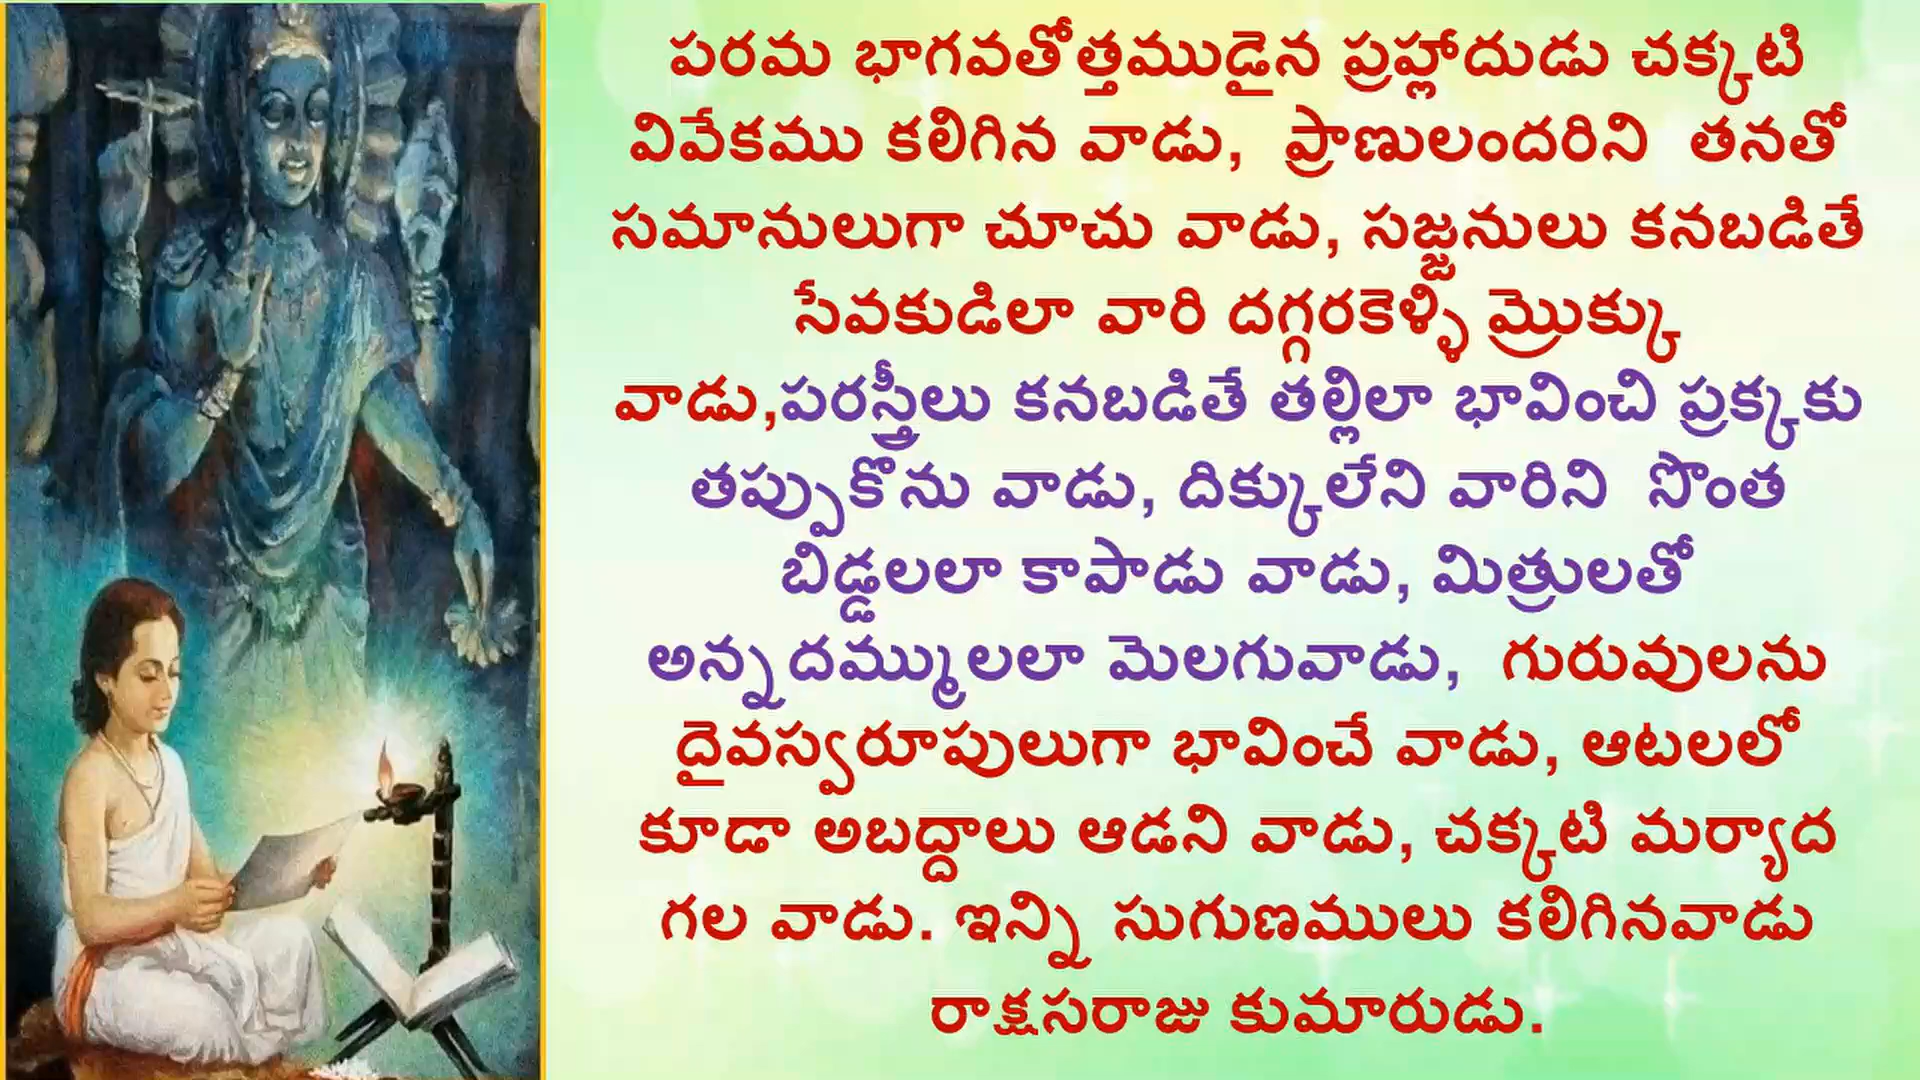 పరమ భాగవతోత్తముడైన ప్రహ్లాదుడు చక్కటి
వివేకము కలిగిన వాడు, ప్రాణులందరిని తనతో
సమానులుగా చూచు వాడు, సజ్జనులు కనబడితే
సేవకుడిలా వారి దగ్గరకెళ్ళి మ్రొక్కు
వాడు,పరస్త్రీలు కనబడితే తల్లిలా భావించి ప్రక్కకు
తప్పుకొను వాడు, దిక్కులేని వారిని సొంత
బిడ్డలలా కాపాడు వాడు, మిత్రులతో
అన్నదమ్ములలా మెలగువాడు, గురువులను
దైవస్వరూపులుగా భావించే వాడు, ఆటలలో
కూడా అబద్దాలు ఆడని వాడు, చక్కటి మర్యాద
గల వాడు. ఇన్ని సుగుణములు కలిగినవాడు
రాక్షసరాజు కుమారుడు.